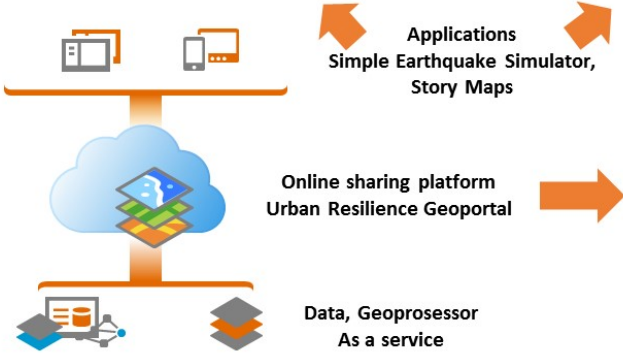 Applications
Simple Earthquake Simulator,
Story Maps
Online sharing platform
Urban Resilience Geoportal
Data, Geoprosessor
As a service